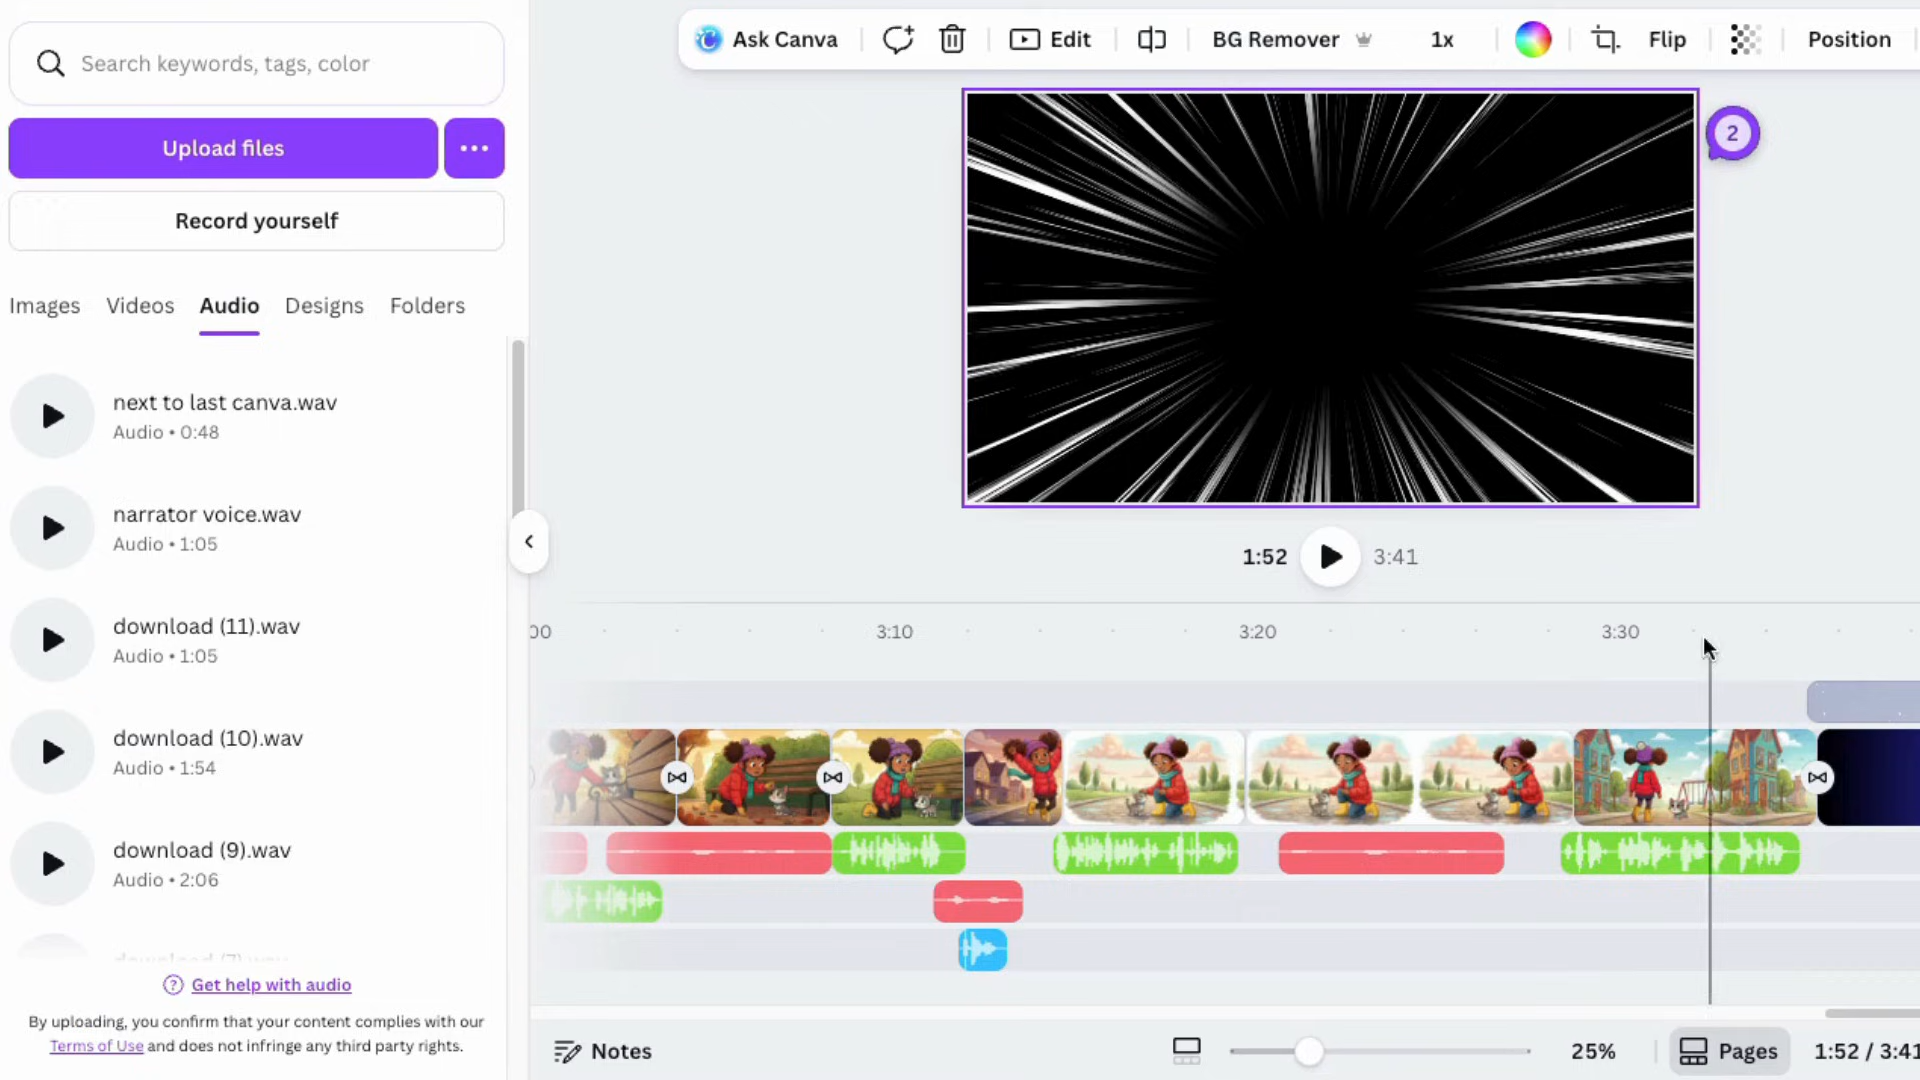 Search keywords, tags, color
Upload files
Record yourself
Images Videos Audio Designs Folders
next to last canva.wav
Audio • 0:48
narrator voice.wav
Audio • 1:05
download (11).wav
Audio • 1:05
download (10).wav
Audio • 1:54
download (9).wav
Audio • 2:06
Get help with audio
By uploading, you confirm that your content complies with our
Terms of Use and does not infringe any third party rights.
Ask Canva Edit BG Remover 1x Flip Position
2
1:52 3:41
00 3:10 3:20 3:30
Notes 25% Pages 1:52 / 3:41